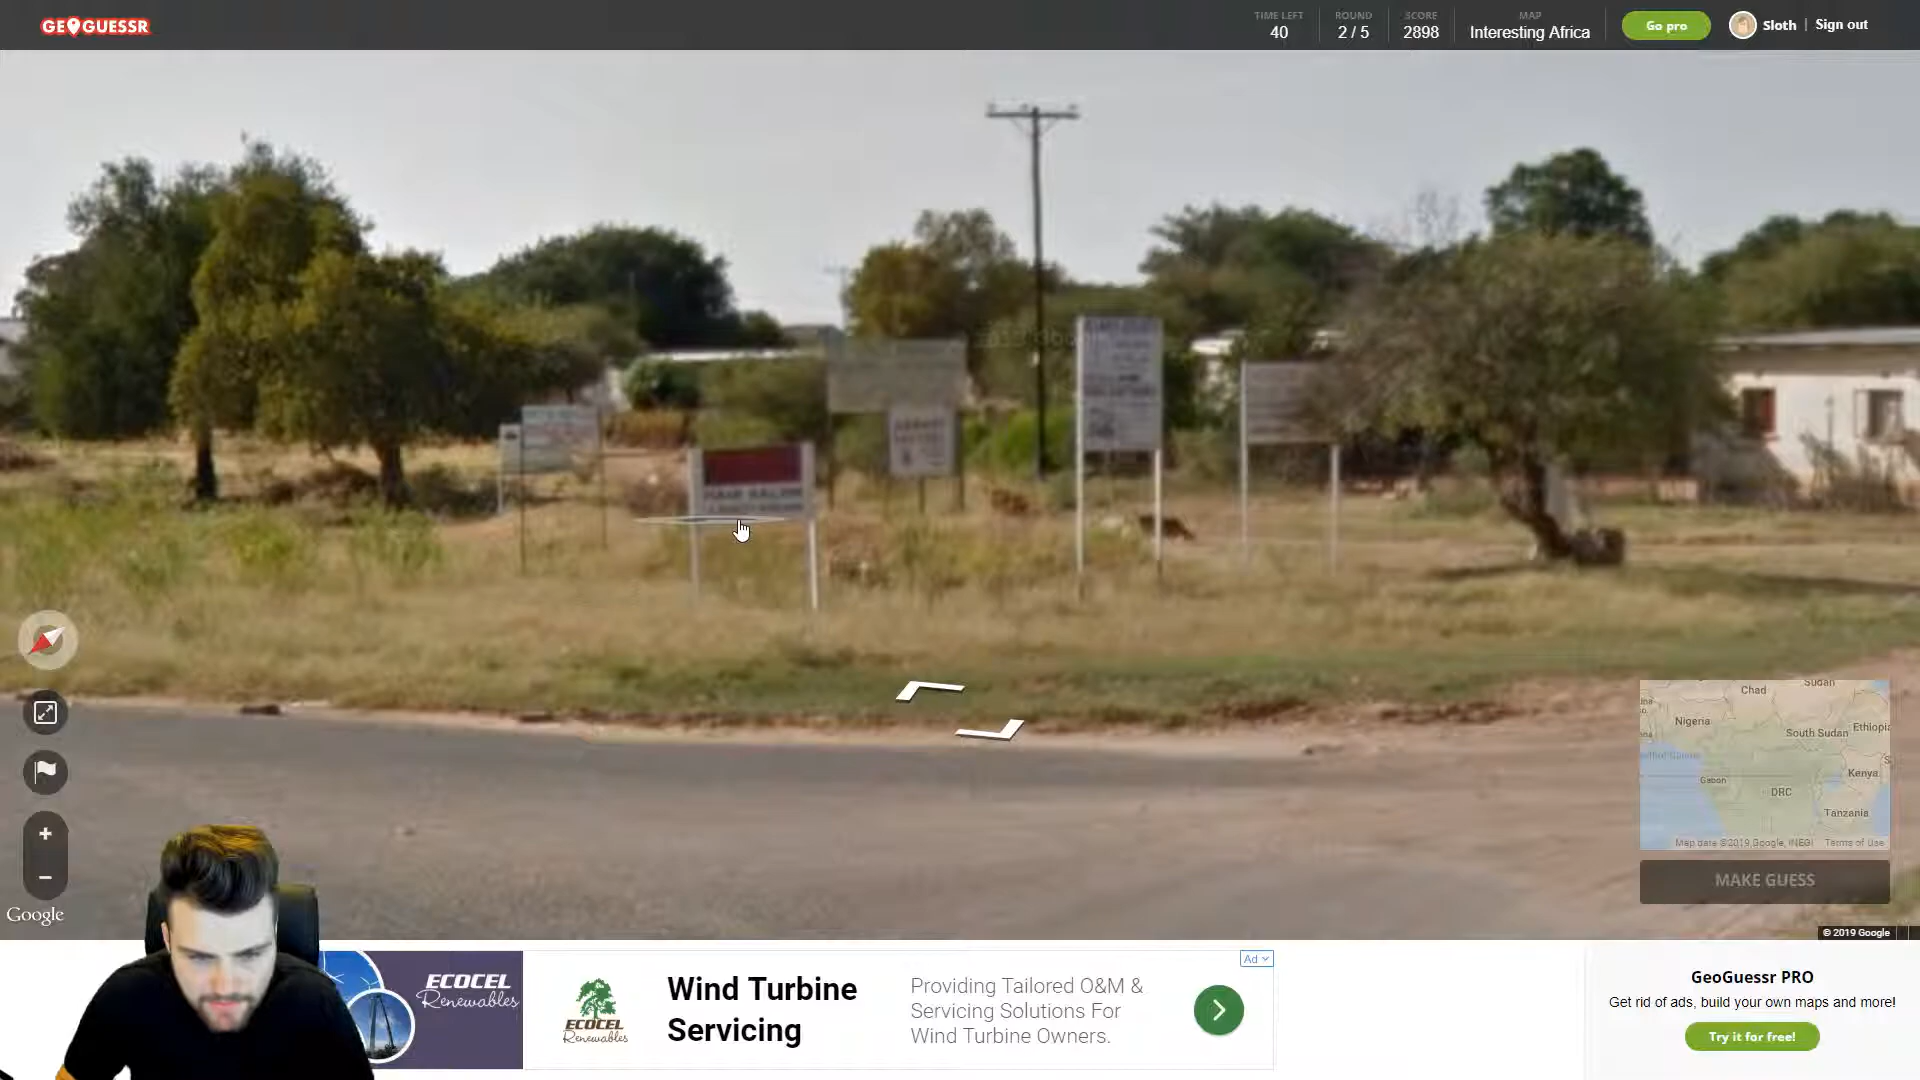 GEOGUESSR
TIME LEFT
40
ROUND
2 / 5
SCORE
2898
MAP
Interesting Africa
Go pro
Sloth
Sign out
HAIR SALON
Sudan
Chad
Nigeria
Ethiopia
South Sudan
Gabon
Kenya
DRC
Tanzania
Map data ©2019 Google, INEGI
Terms of Use
MAKE GUESS
Google
© 2019 Google
ECOCEL
Renewables
ECOCEL
Renewables
Wind Turbine
Servicing
Providing Tailored O&M &
Servicing Solutions For
Wind Turbine Owners.
Ad
GeoGuessr PRO
Get rid of ads, build your own maps and more!
Try it for free!